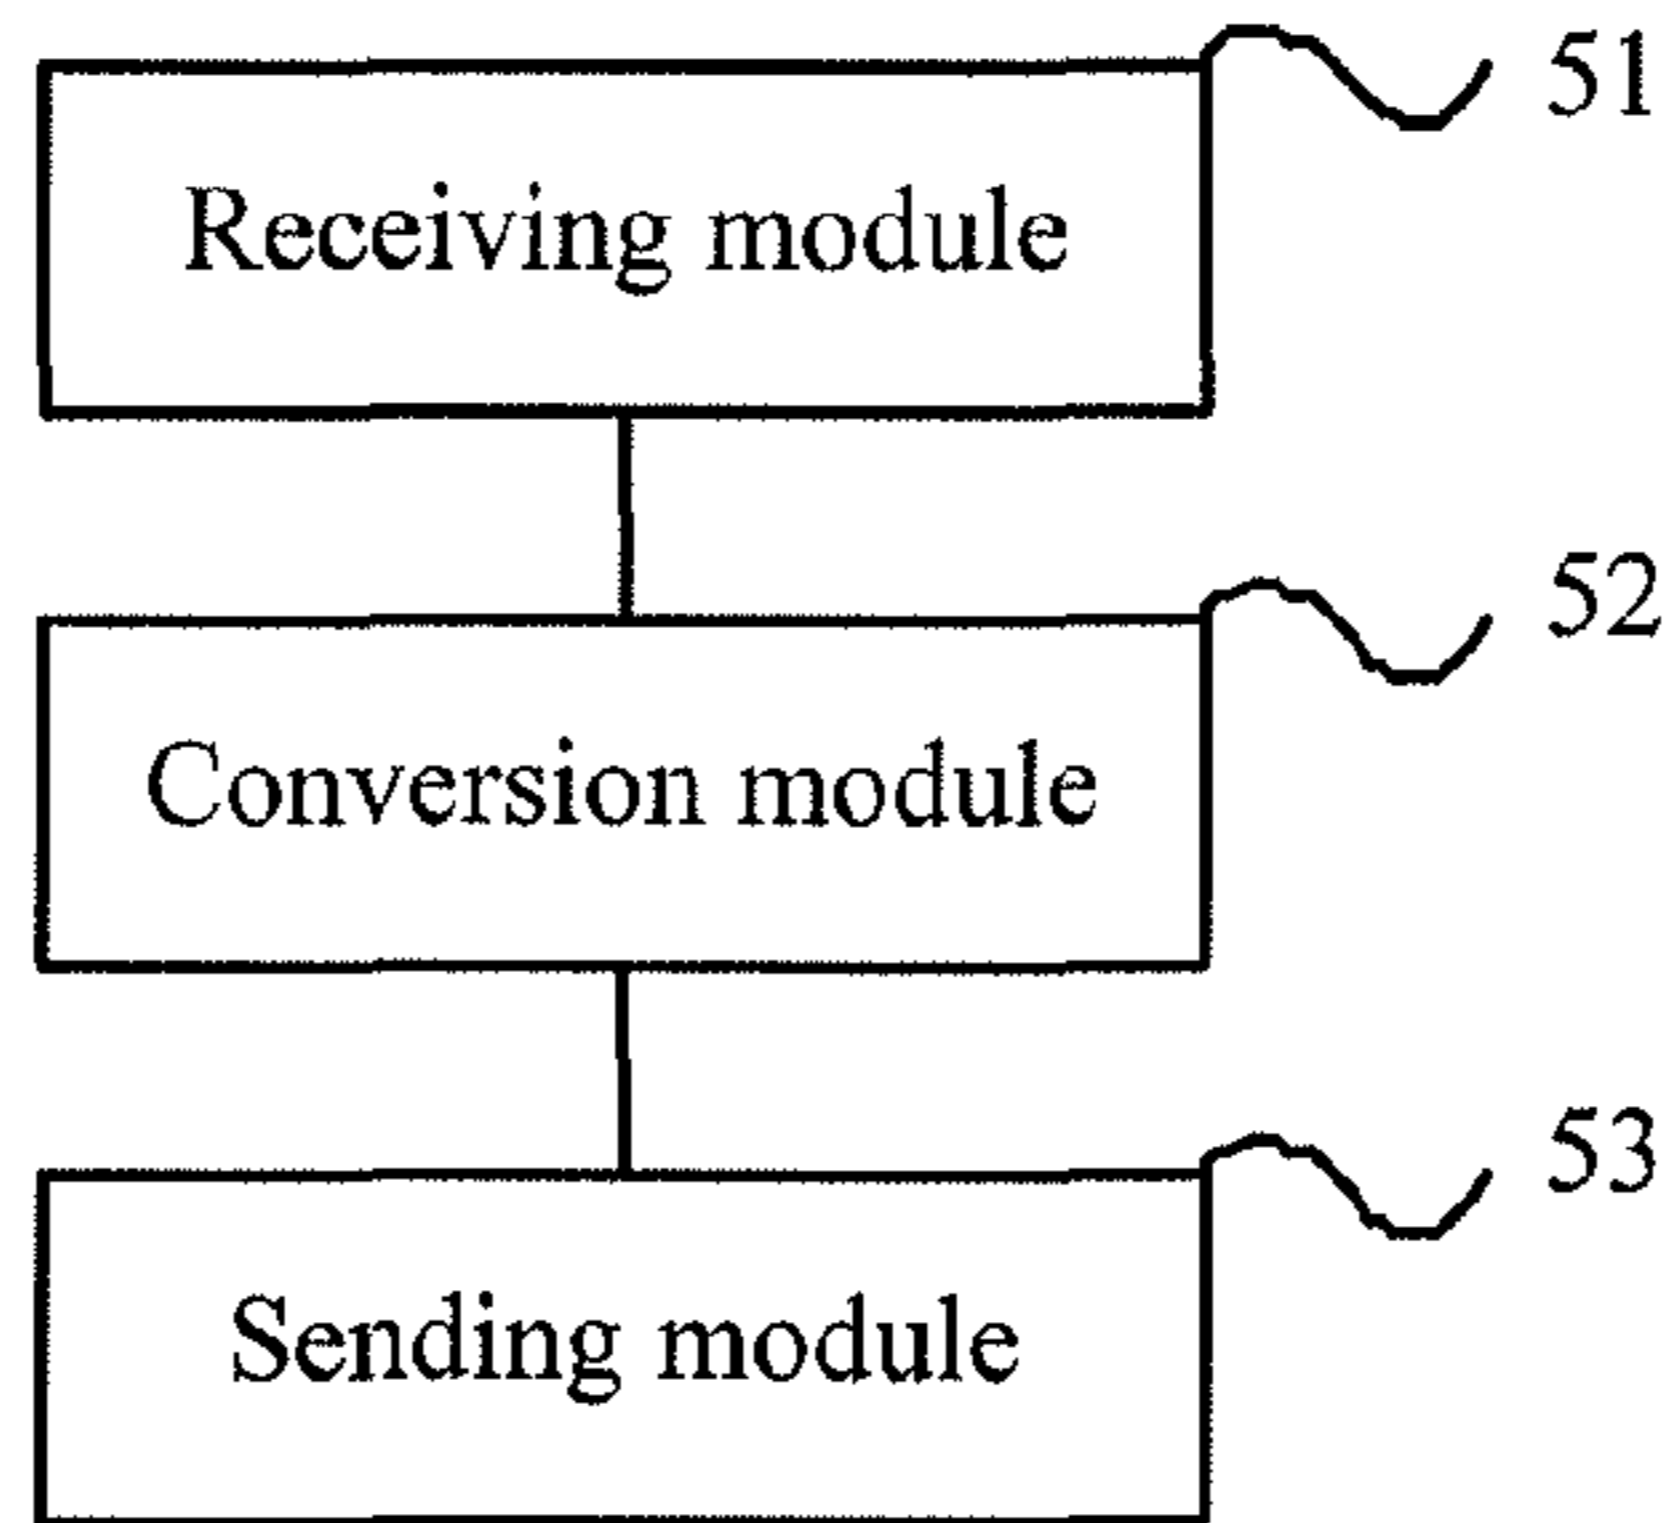 51
Receiving module
52
Conversion module
53
Sending module